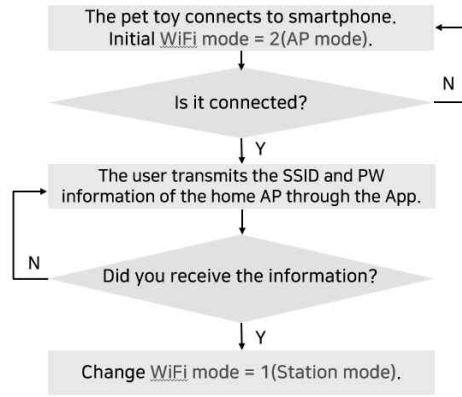 The pet toy connects to smartphone.
Initial WiFi mode = 2(AP mode).
Is it connected?
N
Y
The user transmits the SSID and PW
information of the home AP through the App.
N
Did you receive the information?
Y
Change WiFi mode = 1(Station mode).